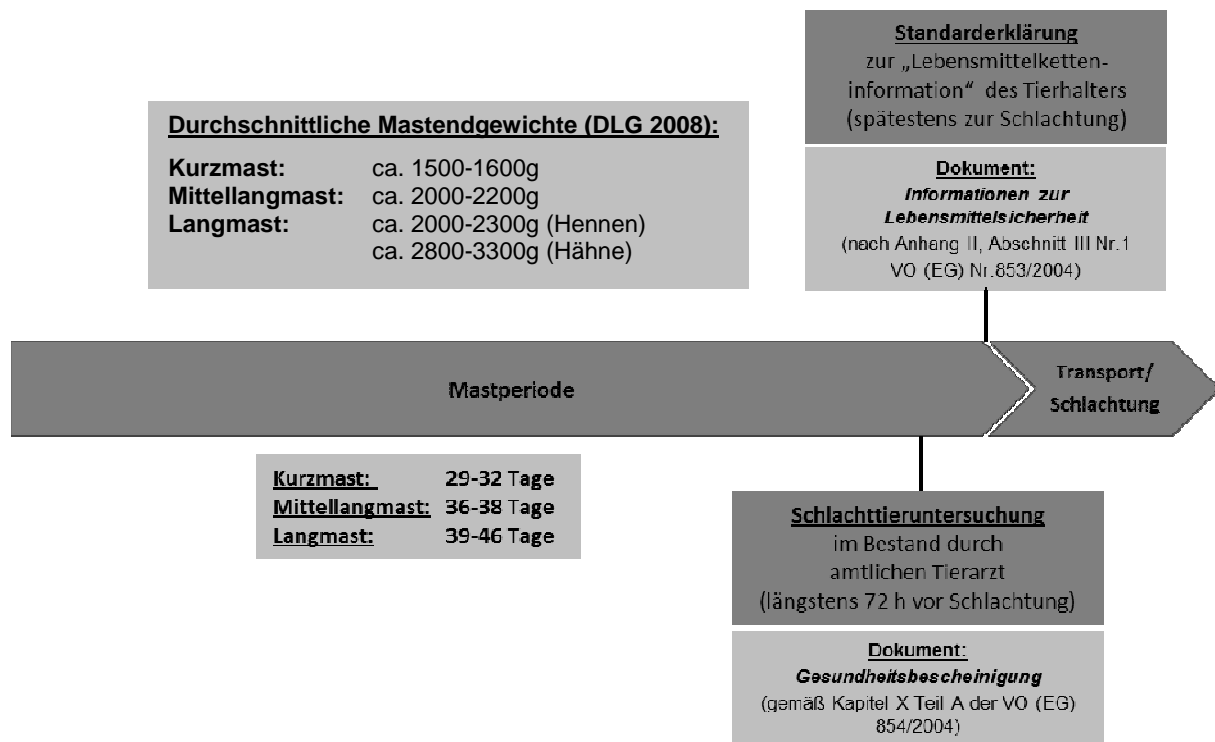 Standarderklärung
zur „Lebensmittelketten-
information“ des Tierhalters
(spätestens zur Schlachtung)
Dokument:
Informationen zur
Lebensmittelsicherheit
(nach Anhang II, Abschnitt III Nr.1
VO (EG) Nr.853/2004)
Durchschnittliche Mastendgewichte (DLG 2008):
Kurzmast: ca. 1500-1600g
Mittellangmast: ca. 2000-2200g
Langmast: ca. 2000-2300g (Hennen)
ca. 2800-3300g (Hähne)
Mastperiode
Transport/
Schlachtung
Kurzmast: 29-32 Tage
Mittellangmast: 36-38 Tage
Langmast: 39-46 Tage
Schlachttieruntersuchung
im Bestand durch
amtlichen Tierarzt
(längstens 72 h vor Schlachtung)
Dokument:
Gesundheitsbescheinigung
(gemäß Kapitel X Teil A der VO (EG)
854/2004)